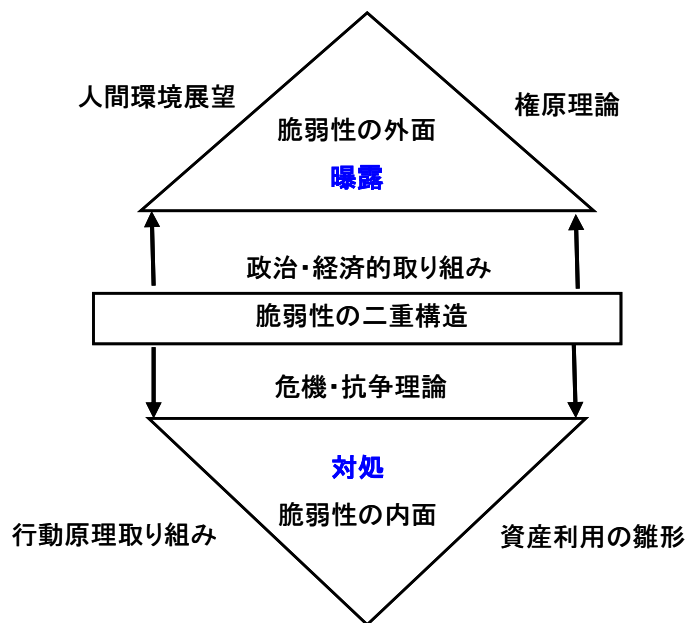 人間環境展望
権原理論
脆弱性の外面
曝露
政治・経済的取り組み
脆弱性の二重構造
危機・抗争理論
対処
脆弱性の内面
行動原理取り組み
資産利用の雛形